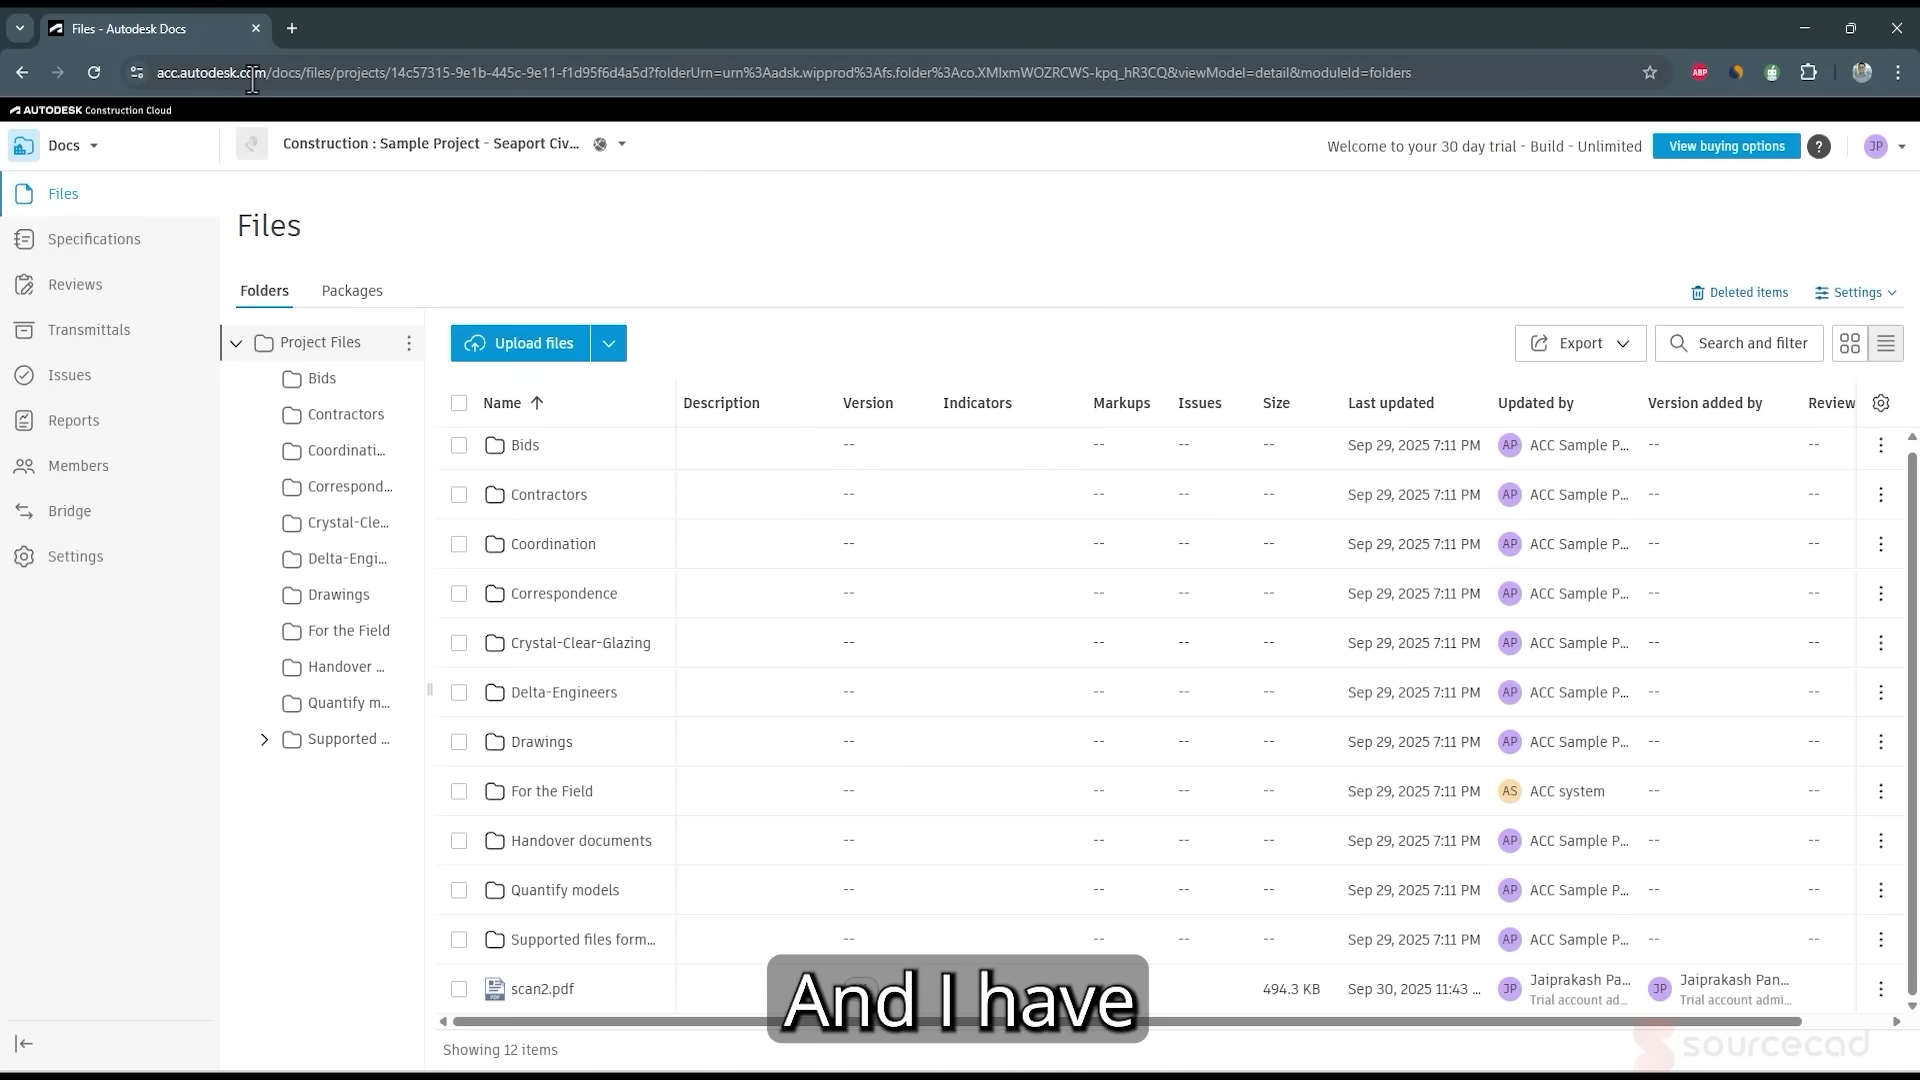 Files - Autodesk Docs
acc.autodesk.com/docs/files/projects/14c57315-9e1b-445c-9e11-f1d95f6d4a5d?folderUrn=urn%3Aadsk.wipprod%3Afs.folder%3Aco.XMlxmWOZRCWS-kpq_hR3CQ&viewModel=detail&moduleId=folders
ABP
AUTODESK Construction Cloud
Docs
Construction : Sample Project - Seaport Civ...
Welcome to your 30 day trial - Build - Unlimited
View buying options
?
JP
Files
Specifications
Reviews
Transmittals
Issues
Reports
Members
Bridge
Settings
Files
Folders Packages
Deleted items Settings
Project Files
Bids
Contractors
Coordinati...
Correspond...
Crystal-Cle...
Delta-Engi...
Drawings
For the Field
Handover ...
Quantify m...
Supported ...
Upload files
Export
Search and filter
Name Description Version Indicators Markups Issues Size Last updated Updated by Version added by Review
Bids -- -- -- -- Sep 29, 2025 7:11 PM AP ACC Sample P... -- --
Contractors -- -- -- -- Sep 29, 2025 7:11 PM AP ACC Sample P... -- --
Coordination -- -- -- -- Sep 29, 2025 7:11 PM AP ACC Sample P... -- --
Correspondence -- -- -- -- Sep 29, 2025 7:11 PM AP ACC Sample P... -- --
Crystal-Clear-Glazing -- -- -- -- Sep 29, 2025 7:11 PM AP ACC Sample P... -- --
Delta-Engineers -- -- -- -- Sep 29, 2025 7:11 PM AP ACC Sample P... -- --
Drawings -- -- -- -- Sep 29, 2025 7:11 PM AP ACC Sample P... -- --
For the Field -- -- -- -- Sep 29, 2025 7:11 PM AS ACC system -- --
Handover documents -- -- -- -- Sep 29, 2025 7:11 PM AP ACC Sample P... -- --
Quantify models -- -- -- -- Sep 29, 2025 7:11 PM AP ACC Sample P... -- --
Supported files form... -- -- -- -- Sep 29, 2025 7:11 PM AP ACC Sample P... -- --
scan2.pdf 494.3 KB Sep 30, 2025 11:43 ... JP Jaiprakash Pa... JP Jaiprakash Pan... --
Trial account ad... Trial account admi...
And I have
Showing 12 items
sourcecad